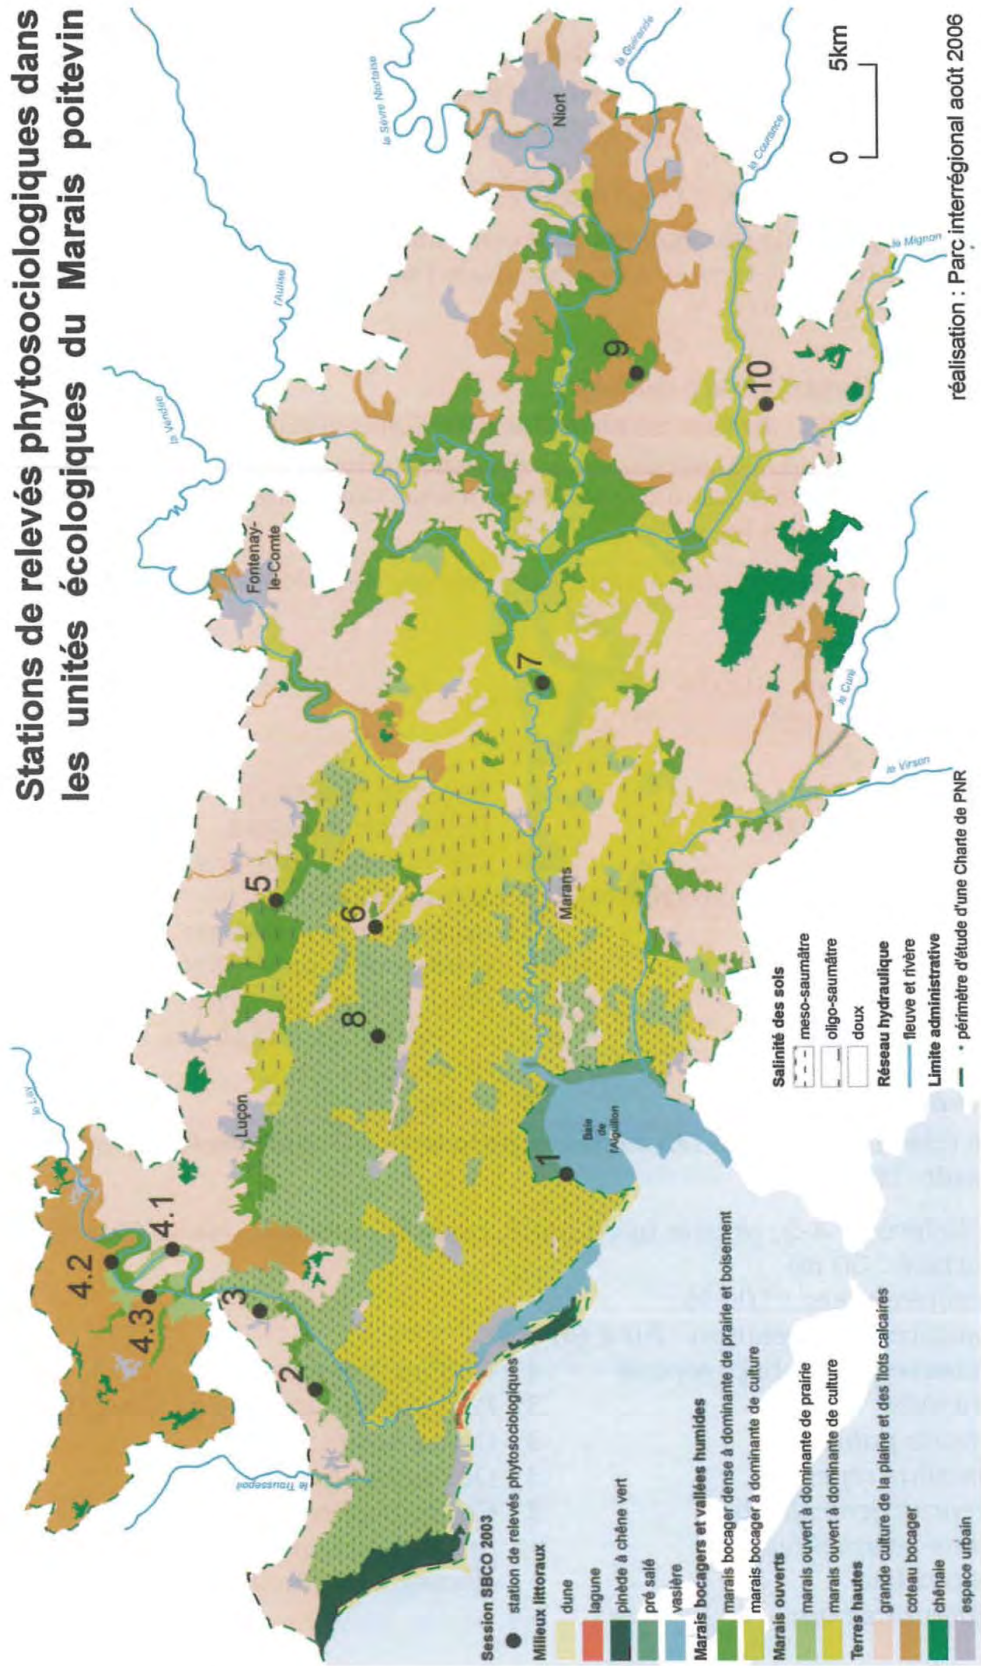 Stations de relevés phytosociologiques dans
les unités écologiques du Marais poitevin
le Lay
la Vendée
l'Autise
la Sèvre Niortaise
la Guirande
la Courance
le Mignon
le Curé
le Virson
le Troussepoil
Fontenay-
le-Comte
Niort
Luçon
Marans
Baie
de
l'Aiguillon
4.2
4.1
4.3
3
2
5
6
8
7
9
10
1
0 5km
Session SBCO 2003
station de relevés phytosociologiques
Milieux littoraux
dune
lagune
pinède à chêne vert
pré salé
vasière
Marais bocagers et vallées humides
marais bocager dense à dominante de prairie et boisement
marais bocager à dominante de culture
Marais ouverts
marais ouvert à dominante de prairie
marais ouvert à dominante de culture
Terres hautes
grande culture de la plaine et des îlots calcaires
coteau bocager
chênaie
espace urbain
Salinité des sols
meso-saumâtre
oligo-saumâtre
doux
Réseau hydraulique
fleuve et rivère
Limite administrative
périmètre d'étude d'une Charte de PNR
réalisation : Parc interrégional août 2006